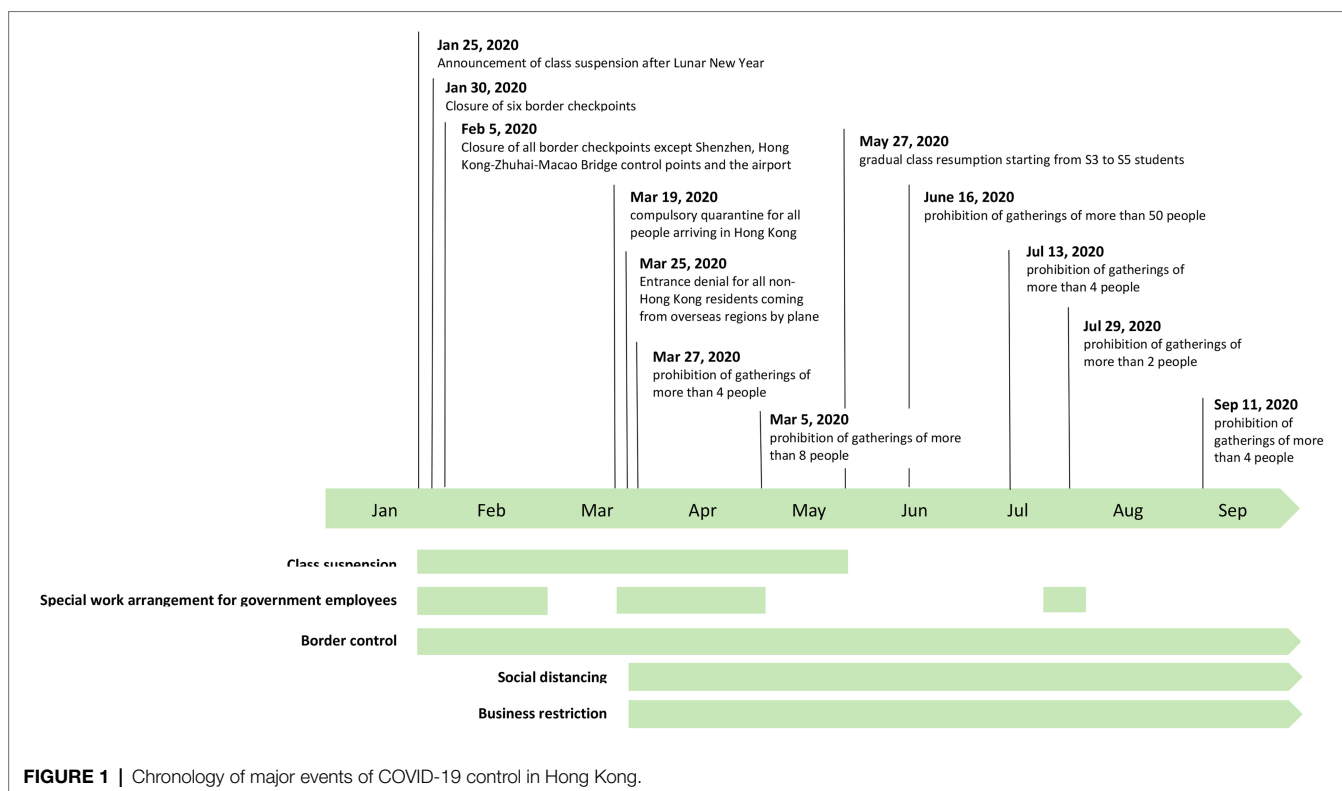 Jan 25, 2020
Announcement of class suspension after Lunar New Year
Jan 30, 2020
Closure of six border checkpoints
Feb 5, 2020
Closure of all border checkpoints except Shenzhen, Hong
Kong-Zhuhai-Macao Bridge control points and the airport
Mar 19, 2020
compulsory quarantine for all
people arriving in Hong Kong
Mar 25, 2020
Entrance denial for all non-
Hong Kong residents coming
from overseas regions by plane
Mar 27, 2020
prohibition of gatherings of
more than 4 people
Mar 5, 2020
prohibition of gatherings of more
than 8 people
May 27, 2020
gradual class resumption starting from S3 to S5 students
June 16, 2020
prohibition of gatherings of more than 50 people
Jul 13, 2020
prohibition of gatherings of
more than 4 people
Jul 29, 2020
prohibition of gatherings of
more than 2 people
Sep 11, 2020
prohibition of
gatherings of more
than 4 people
Jan Feb Mar Apr May Jun Jul Aug Sep
Class suspension
Special work arrangement for government employees
Border control
Social distancing
Business restriction
FIGURE 1 | Chronology of major events of COVID-19 control in Hong Kong.